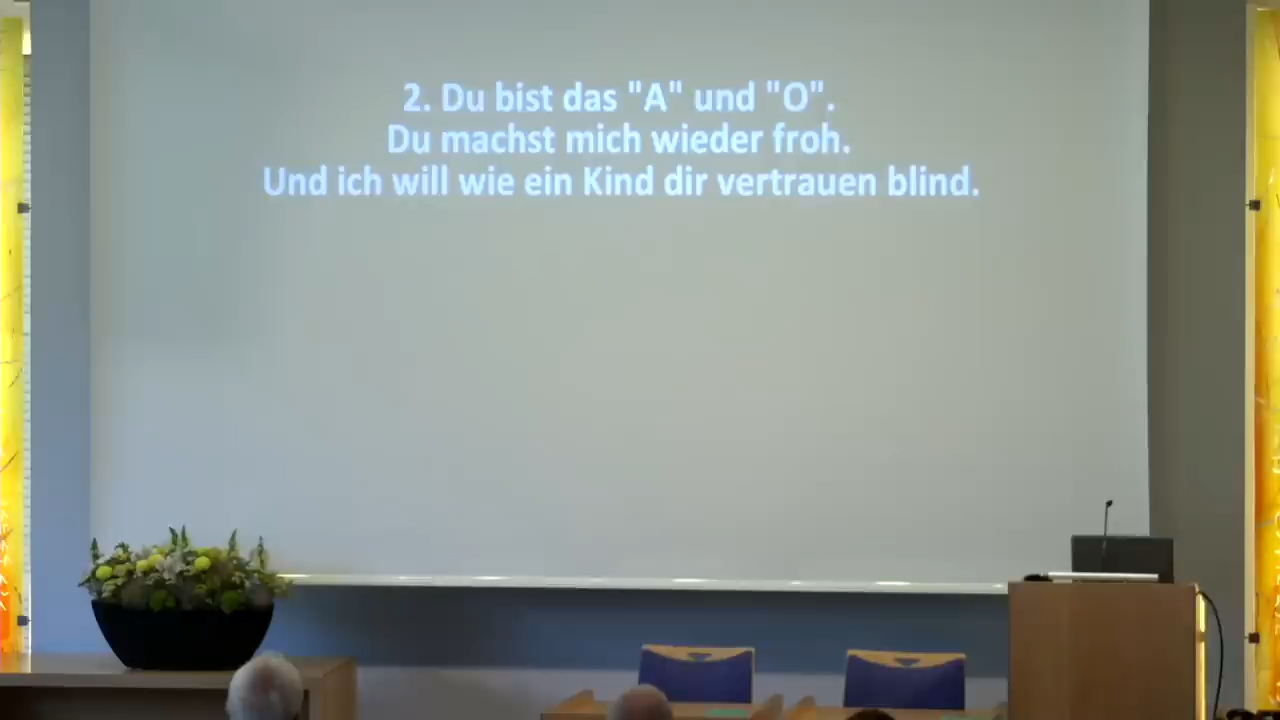 2. Du bist das "A" und "O".
Du machst mich wieder froh.
Und ich will wie ein Kind dir vertrauen blind.